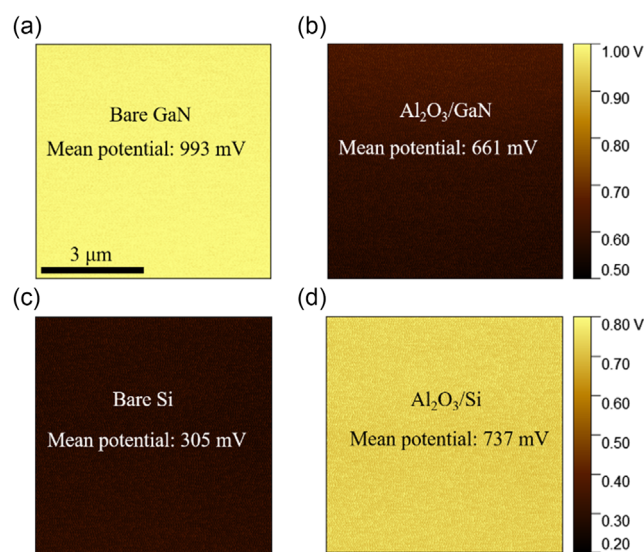 (a)
Bare GaN
Mean potential: 993 mV
3 μm
(b)
Al₂O₃/GaN
Mean potential: 661 mV
1.00 V
0.90
0.80
0.70
0.60
0.50
(c)
Bare Si
Mean potential: 305 mV
(d)
Al₂O₃/Si
Mean potential: 737 mV
0.80 V
0.70
0.60
0.50
0.40
0.30
0.20